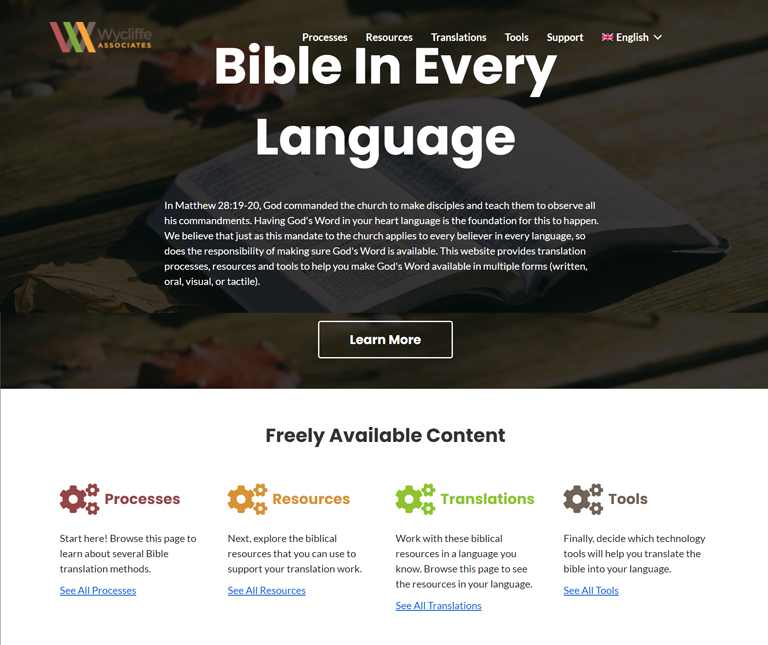 Wycliffe
ASSOCIATES
Processes Resources Translations Tools Support English
Bible In Every
Language
In Matthew 28:19-20, God commanded the church to make disciples and teach them to observe all
his commandments. Having God's Word in your heart language is the foundation for this to happen.
We believe that just as this mandate to the church applies to every believer in every language, so
does the responsibility of making sure God's Word is available. This website provides translation
processes, resources and tools to help you make God's Word available in multiple forms (written,
oral, visual, or tactile).
Learn More
Freely Available Content
Processes
Start here! Browse this page to
learn about several Bible
translation methods.
See All Processes
Resources
Next, explore the biblical
resources that you can use to
support your translation work.
See All Resources
Translations
Work with these biblical
resources in a language you
know. Browse this page to see
the resources in your language.
See All Translations
Tools
Finally, decide which technology
tools will help you translate the
bible into your language.
See All Tools